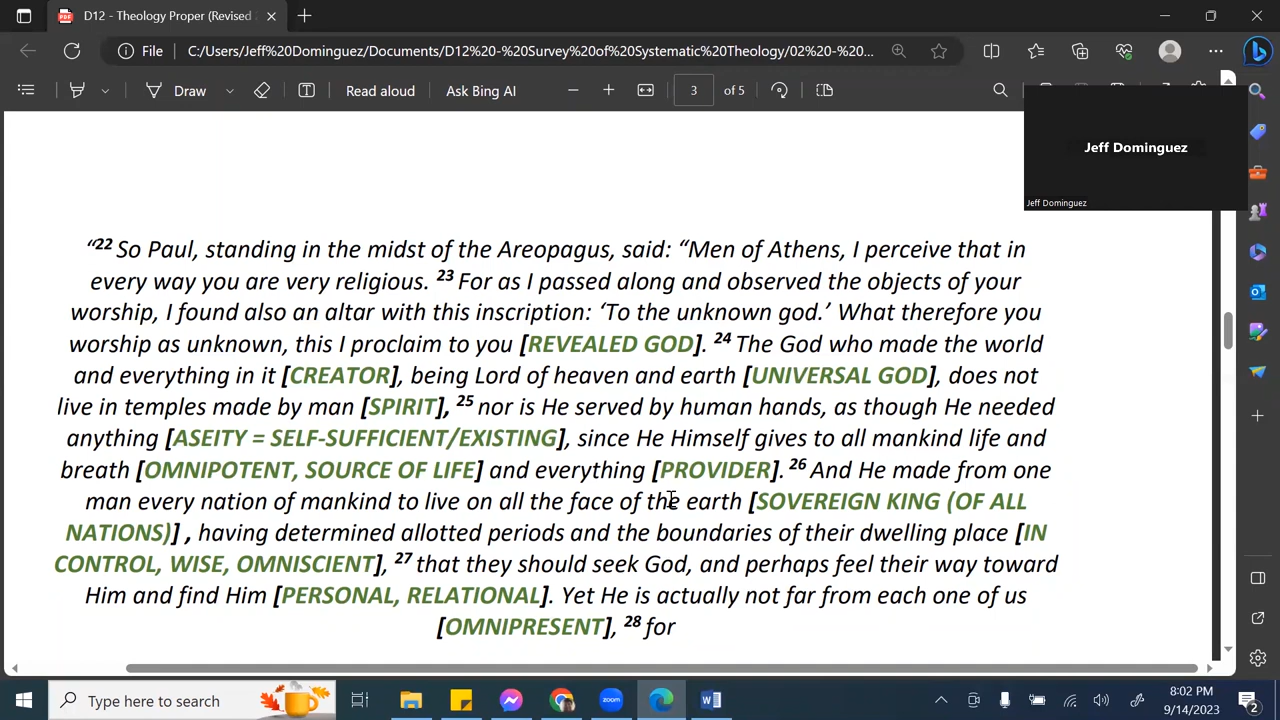 D12 - Theology Proper (Revised
File
C:/Users/Jeff%20Dominguez/Documents/D12%20-%20Survey%20of%20Systematic%20Theology/02%20-%20...
Draw
Read aloud
Ask Bing AI
3
of 5
Jeff Dominguez
Jeff Dominguez
“22 So Paul, standing in the midst of the Areopagus, said: “Men of Athens, I perceive that in
every way you are very religious. 23 For as I passed along and observed the objects of your
worship, I found also an altar with this inscription: ‘To the unknown god.’ What therefore you
worship as unknown, this I proclaim to you [REVEALED GOD]. 24 The God who made the world
and everything in it [CREATOR], being Lord of heaven and earth [UNIVERSAL GOD], does not
live in temples made by man [SPIRIT], 25 nor is He served by human hands, as though He needed
anything [ASEITY = SELF-SUFFICIENT/EXISTING], since He Himself gives to all mankind life and
breath [OMNIPOTENT, SOURCE OF LIFE] and everything [PROVIDER]. 26 And He made from one
man every nation of mankind to live on all the face of the earth [SOVEREIGN KING (OF ALL
NATIONS)] , having determined allotted periods and the boundaries of their dwelling place [IN
CONTROL, WISE, OMNISCIENT], 27 that they should seek God, and perhaps feel their way toward
Him and find Him [PERSONAL, RELATIONAL]. Yet He is actually not far from each one of us
[OMNIPRESENT], 28 for
Type here to search
8:02 PM
9/14/2023
2